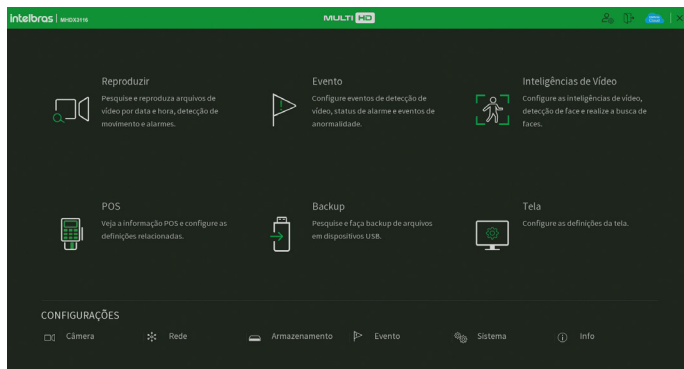 intelbras | MHDX3116
MULTI HD
Reproduzir
Pesquise e reproduza arquivos de
vídeo por data e hora, detecção de
movimento e alarmes.
Evento
Configure eventos de detecção de
vídeo, status de alarme e eventos de
anormalidade.
Inteligências de Vídeo
Configure as inteligências de vídeo,
detecção de face e realize a busca de
faces.
POS
Veja a informação POS e configure as
definições relacionadas.
Backup
Pesquise e faça backup de arquivos
em dispositivos USB.
Tela
Configure as definições da tela.
CONFIGURAÇÕES
Câmera
Rede
Armazenamento
Evento
Sistema
Info